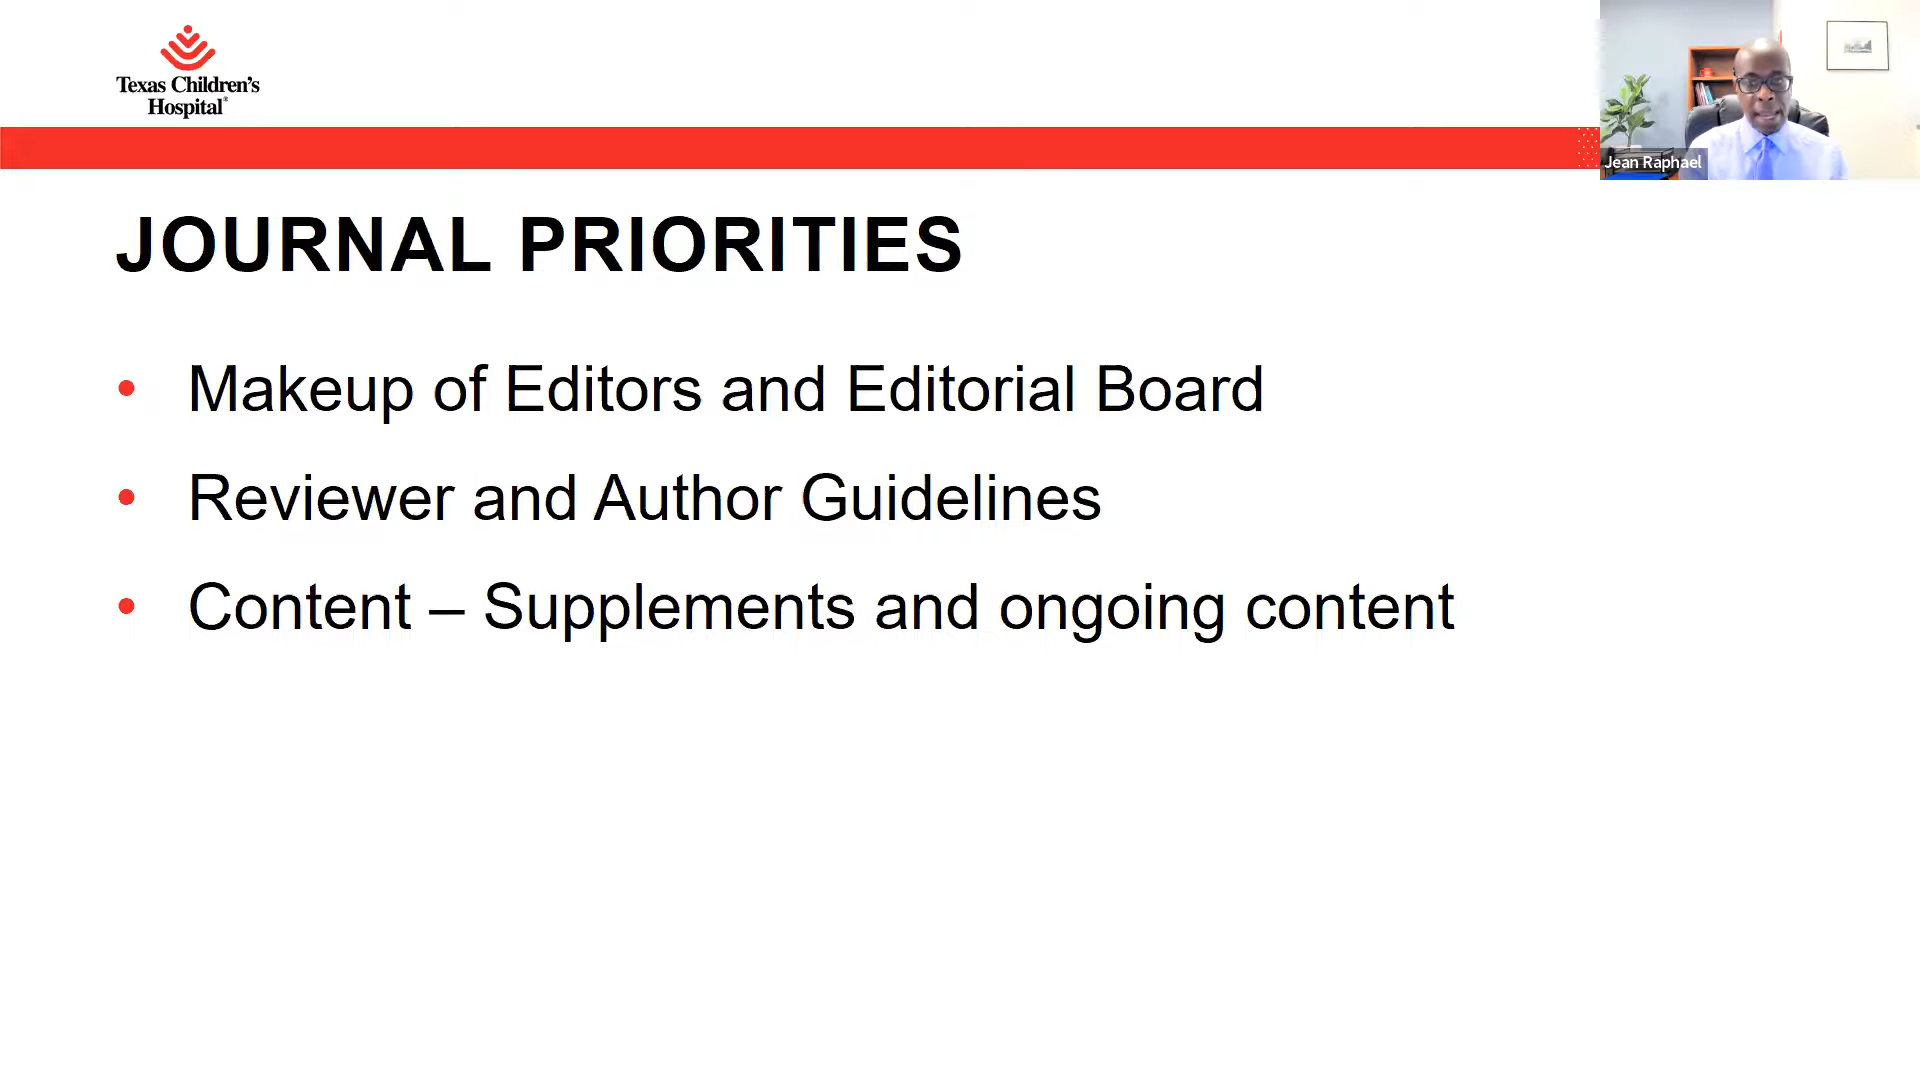 Texas Children's
Hospital®
Jean Raphael
JOURNAL PRIORITIES
• Makeup of Editors and Editorial Board
• Reviewer and Author Guidelines
• Content – Supplements and ongoing content